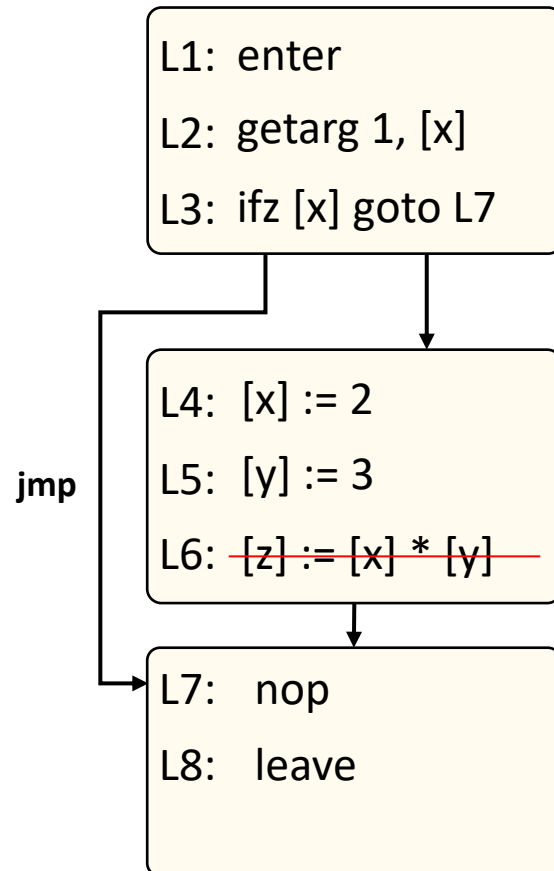 L1: enter
L2: getarg 1, [x]
L3: ifz [x] goto L7
L4: [x] := 2
jmp
L5: [y] := 3
L6: [z] := [x] * [y]
L7: nop
L8: leave